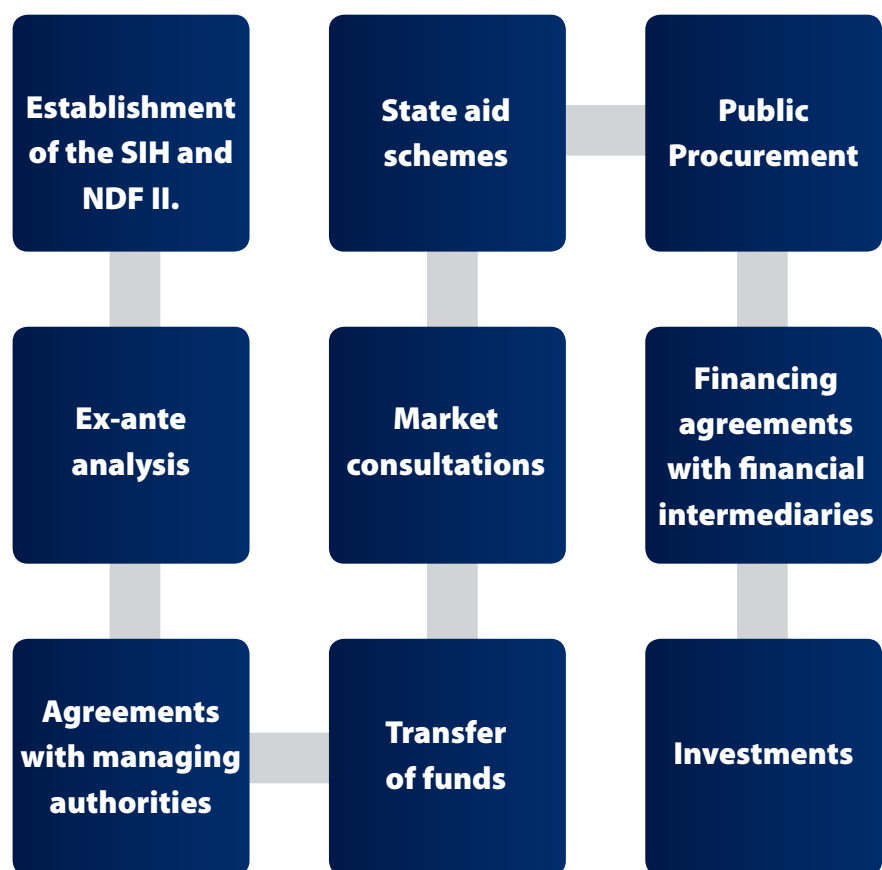 Establishment
of the SIH and
NDF II.
Ex-ante
analysis
Agreements
with managing
authorities
Transfer
of funds
Market
consultations
State aid
schemes
Public
Procurement
Financing
agreements
with financial
intermediaries
Investments